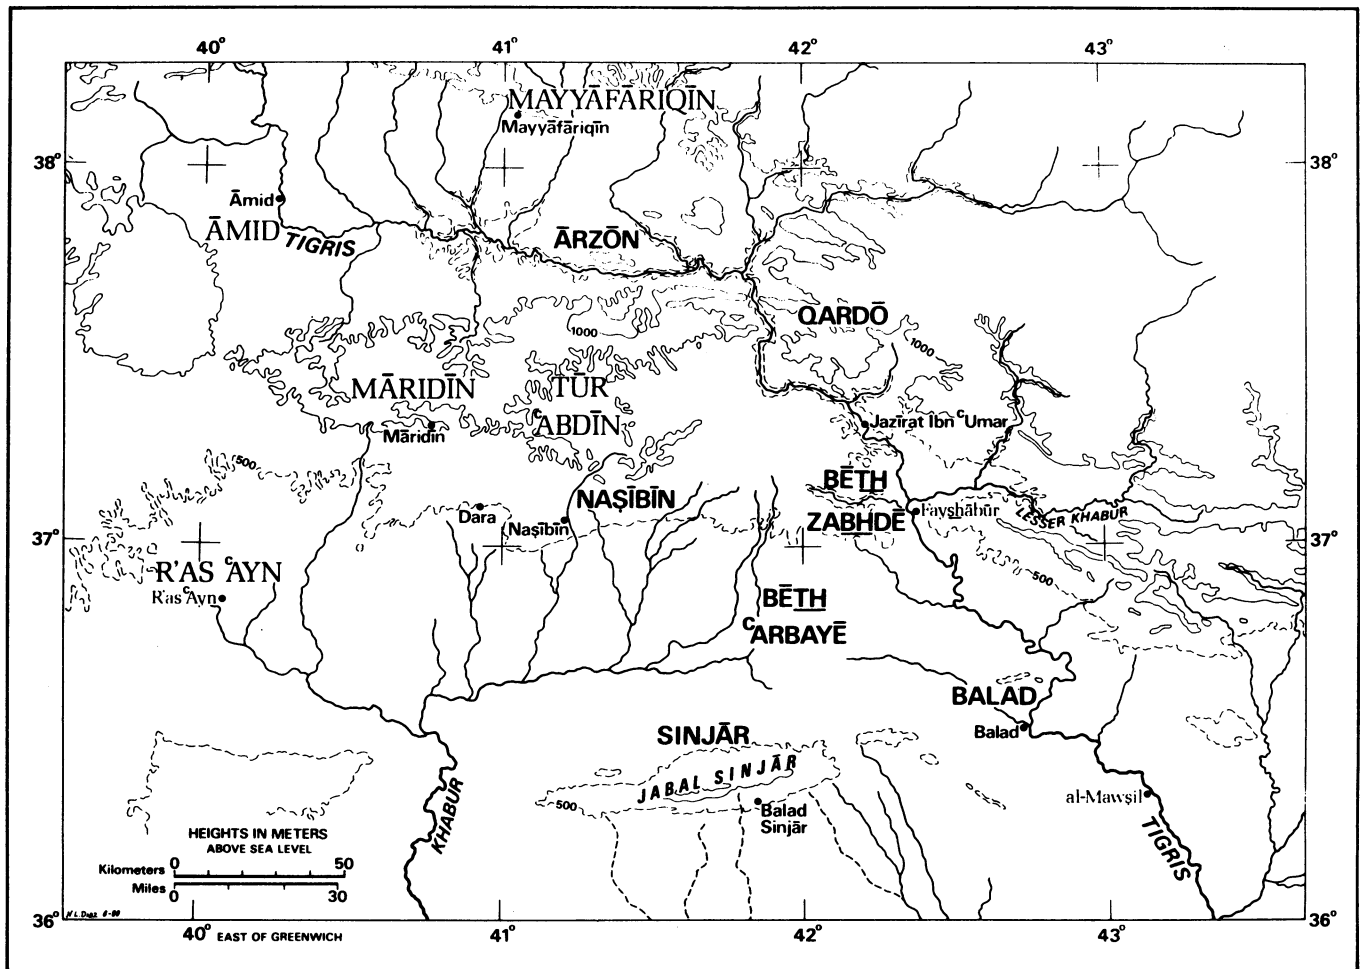 40° 41° 42° 43°
MAYYĀFĀRIQĪN
Mayyāfāriqīn
38° 38°
Āmid
ĀMID
TIGRIS
ĀRZŌN
QARDŌ
1000
1000
MĀRIDĪN
TŪR
ᶜABDĪN
Māridīn
Jazīrat Ibn ᶜUmar
500
BĒTH
ZABHDĒ
NAṢĪBĪN
Dara
Naṣībīn
Fayshābūr
LESSER KHABUR
37° 37°
R'AS ᶜAYN
R'as ᶜAyn
500
BĒTH
ᶜARBAYĒ
BALAD
Balad
SINJĀR
JABAL SINJĀR
500
Balad
Sinjār
al-Mawṣil
KHABUR
TIGRIS
HEIGHTS IN METERS
ABOVE SEA LEVEL
0 50
Kilometers
Miles
0 30
36° 36°
40° EAST OF GREENWICH 41° 42° 43°